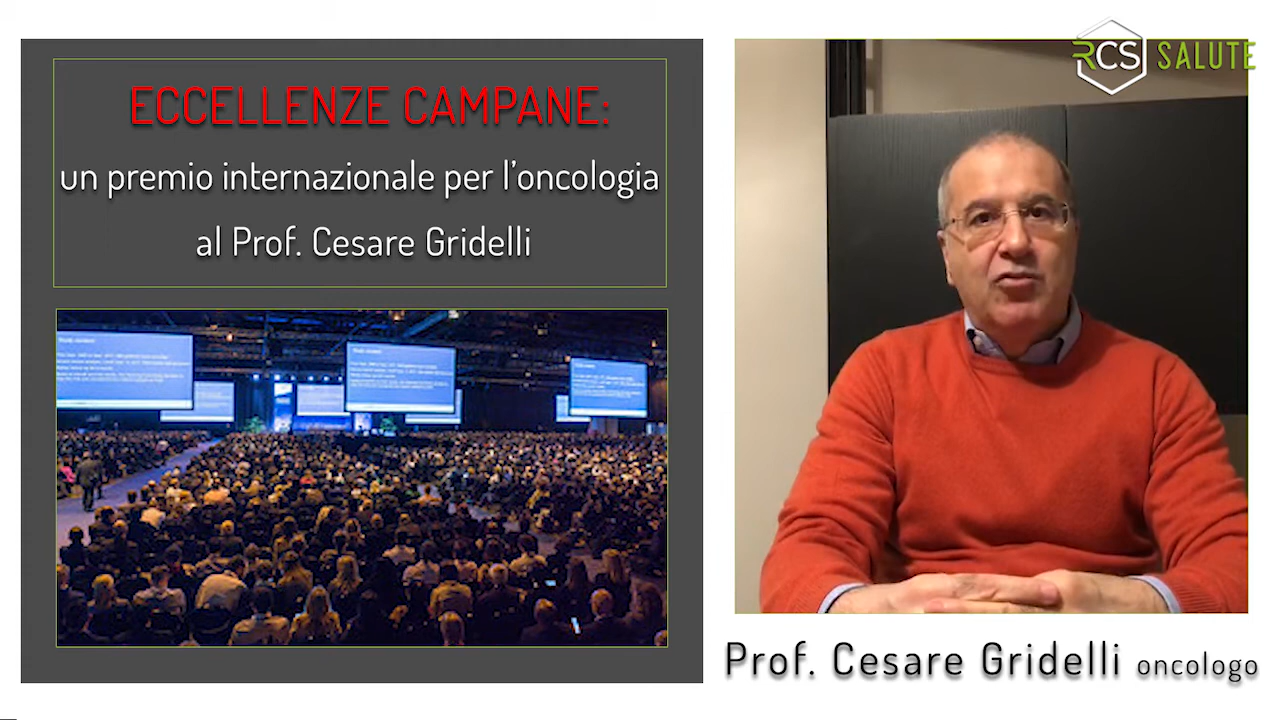 ECCELLENZE CAMPANE:
un premio internazionale per l’oncologia
al Prof. Cesare Gridelli
RCS SALUTE
Prof. Cesare Gridelli oncologo